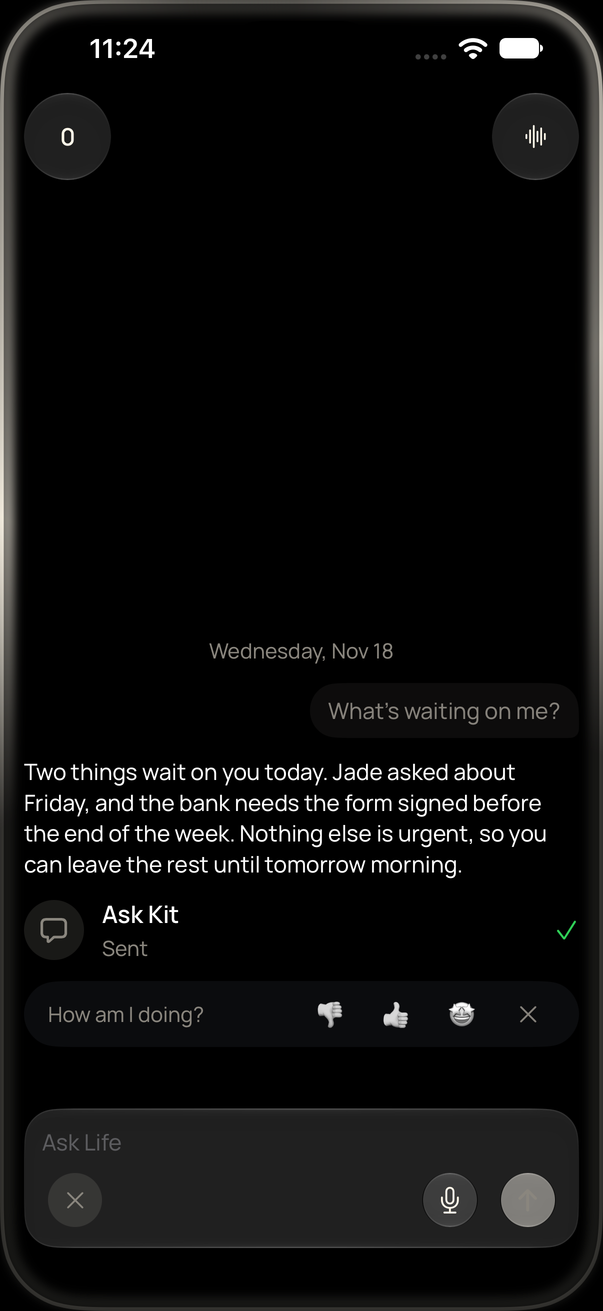 11:24
0
Wednesday, Nov 18
What's waiting on me?
Two things wait on you today. Jade asked about
Friday, and the bank needs the form signed before
the end of the week. Nothing else is urgent, so you
can leave the rest until tomorrow morning.
Ask Kit
Sent
How am I doing?
Ask Life